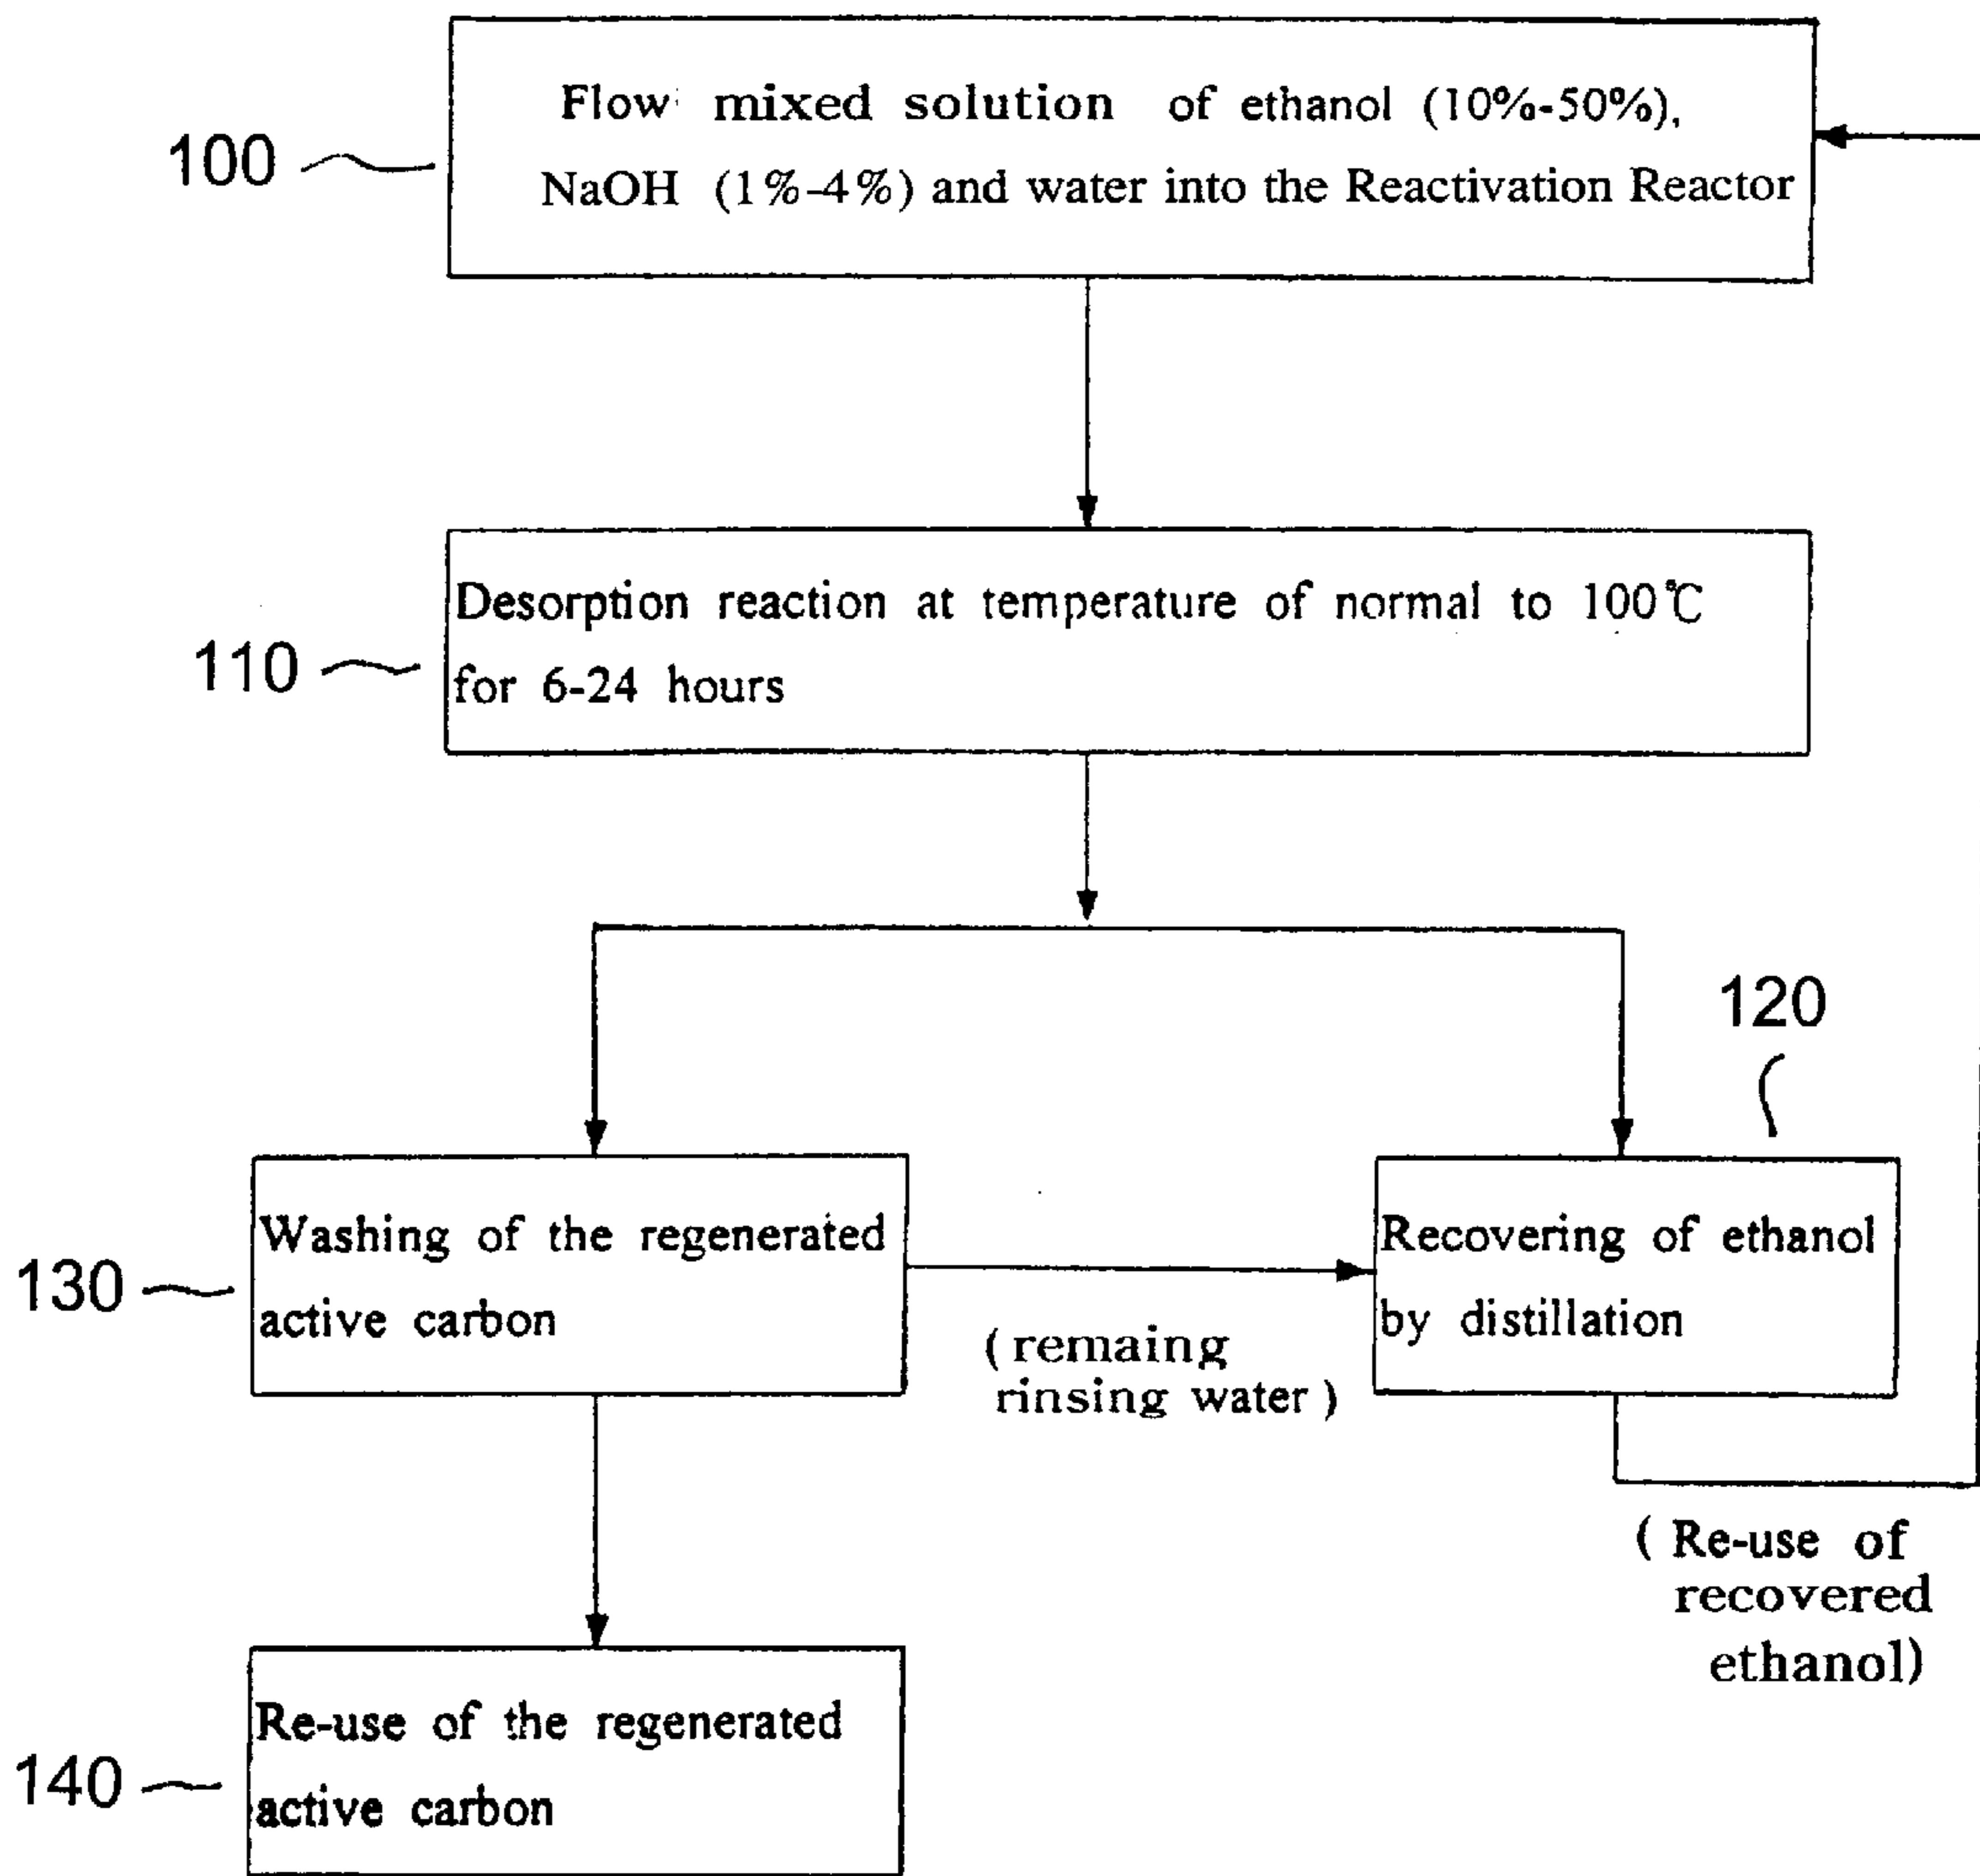 100
Flow mixed solution of ethanol (10%-50%),
NaOH (1%-4%) and water into the Reactivation Reactor
110
Desorption reaction at temperature of normal to 100℃
for 6-24 hours
120
130
Washing of the regenerated
active carbon
(remaing
rinsing water)
Recovering of ethanol
by distillation
(Re-use of
recovered
ethanol)
140
Re-use of the regenerated
active carbon